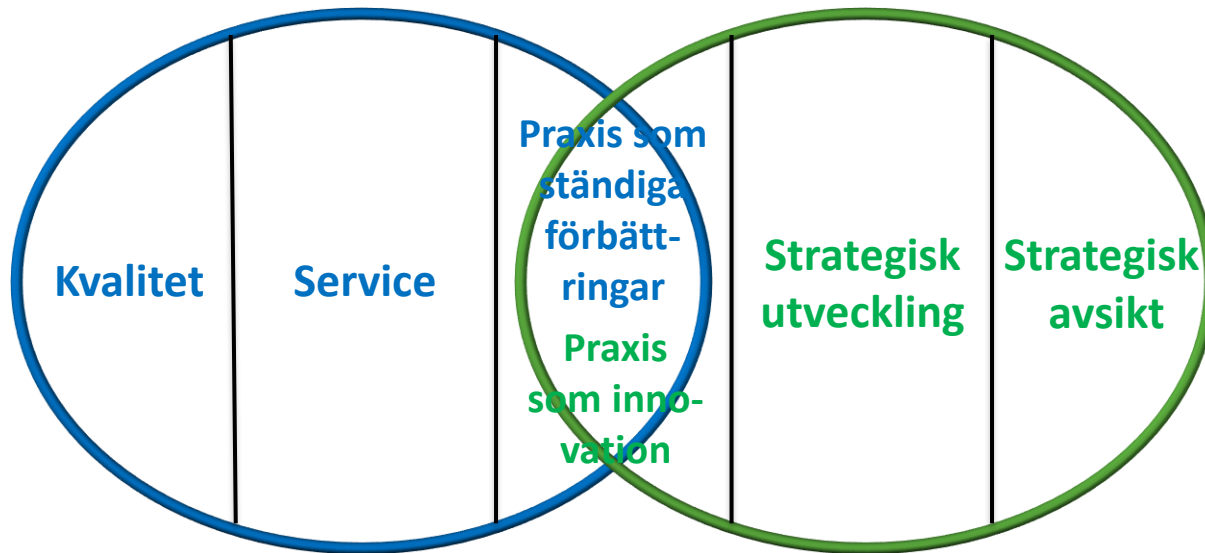 Kvalitet
Service
Praxis som
ständiga
förbätt-
ringar
Praxis
som inno-
vation
Strategisk
utveckling
Strategisk
avsikt